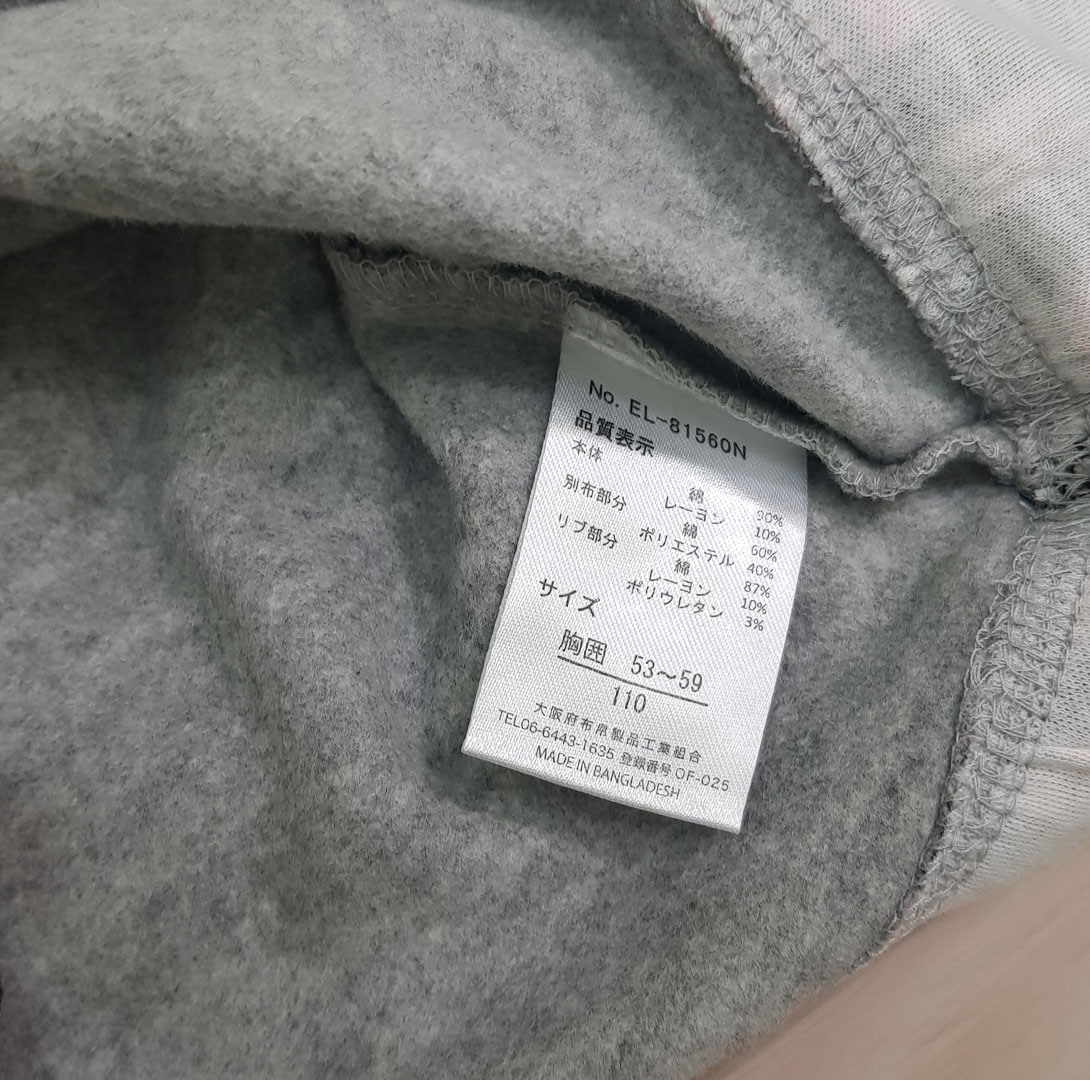 No. EL-81560N
品質表示
本体
綿 90%
レーヨン 10%
別布部分
綿 60%
ポリエステル 40%
リブ部分
綿 87%
レーヨン 10%
ポリウレタン 3%
サイズ
胸囲 53〜59
110
大阪府布帛製品工業組合
TEL06-6443-1635 登録番号OF-025
MADE IN BANGLADESH